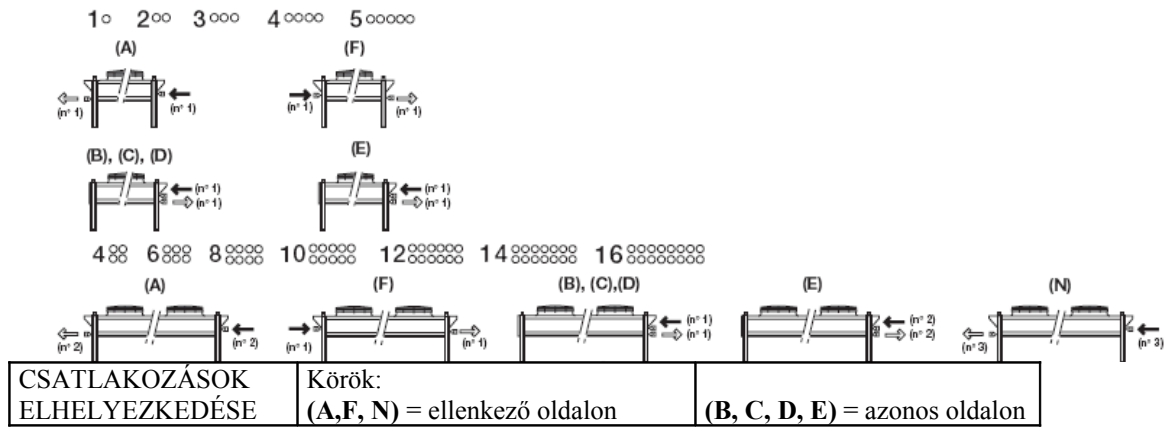 1 2 3 4 5
(A) (F)
(n° 1) (n° 1) (n° 1) (n° 1)
(B), (C), (D) (E)
(n° 1) (n° 1)
(n° 1) (n° 1)
4 6 8 10 12 14 16
(A) (F) (B), (C),(D) (E) (N)
(n° 1) (n° 2)
(n° 2) (n° 2) (n° 1) (n° 1) (n° 1) (n° 2) (n° 3) (n° 3)
CSATLAKOZÁSOK ELHELYEZKEDÉSE
Körök:
(A,F, N) = ellenkező oldalon
(B, C, D, E) = azonos oldalon